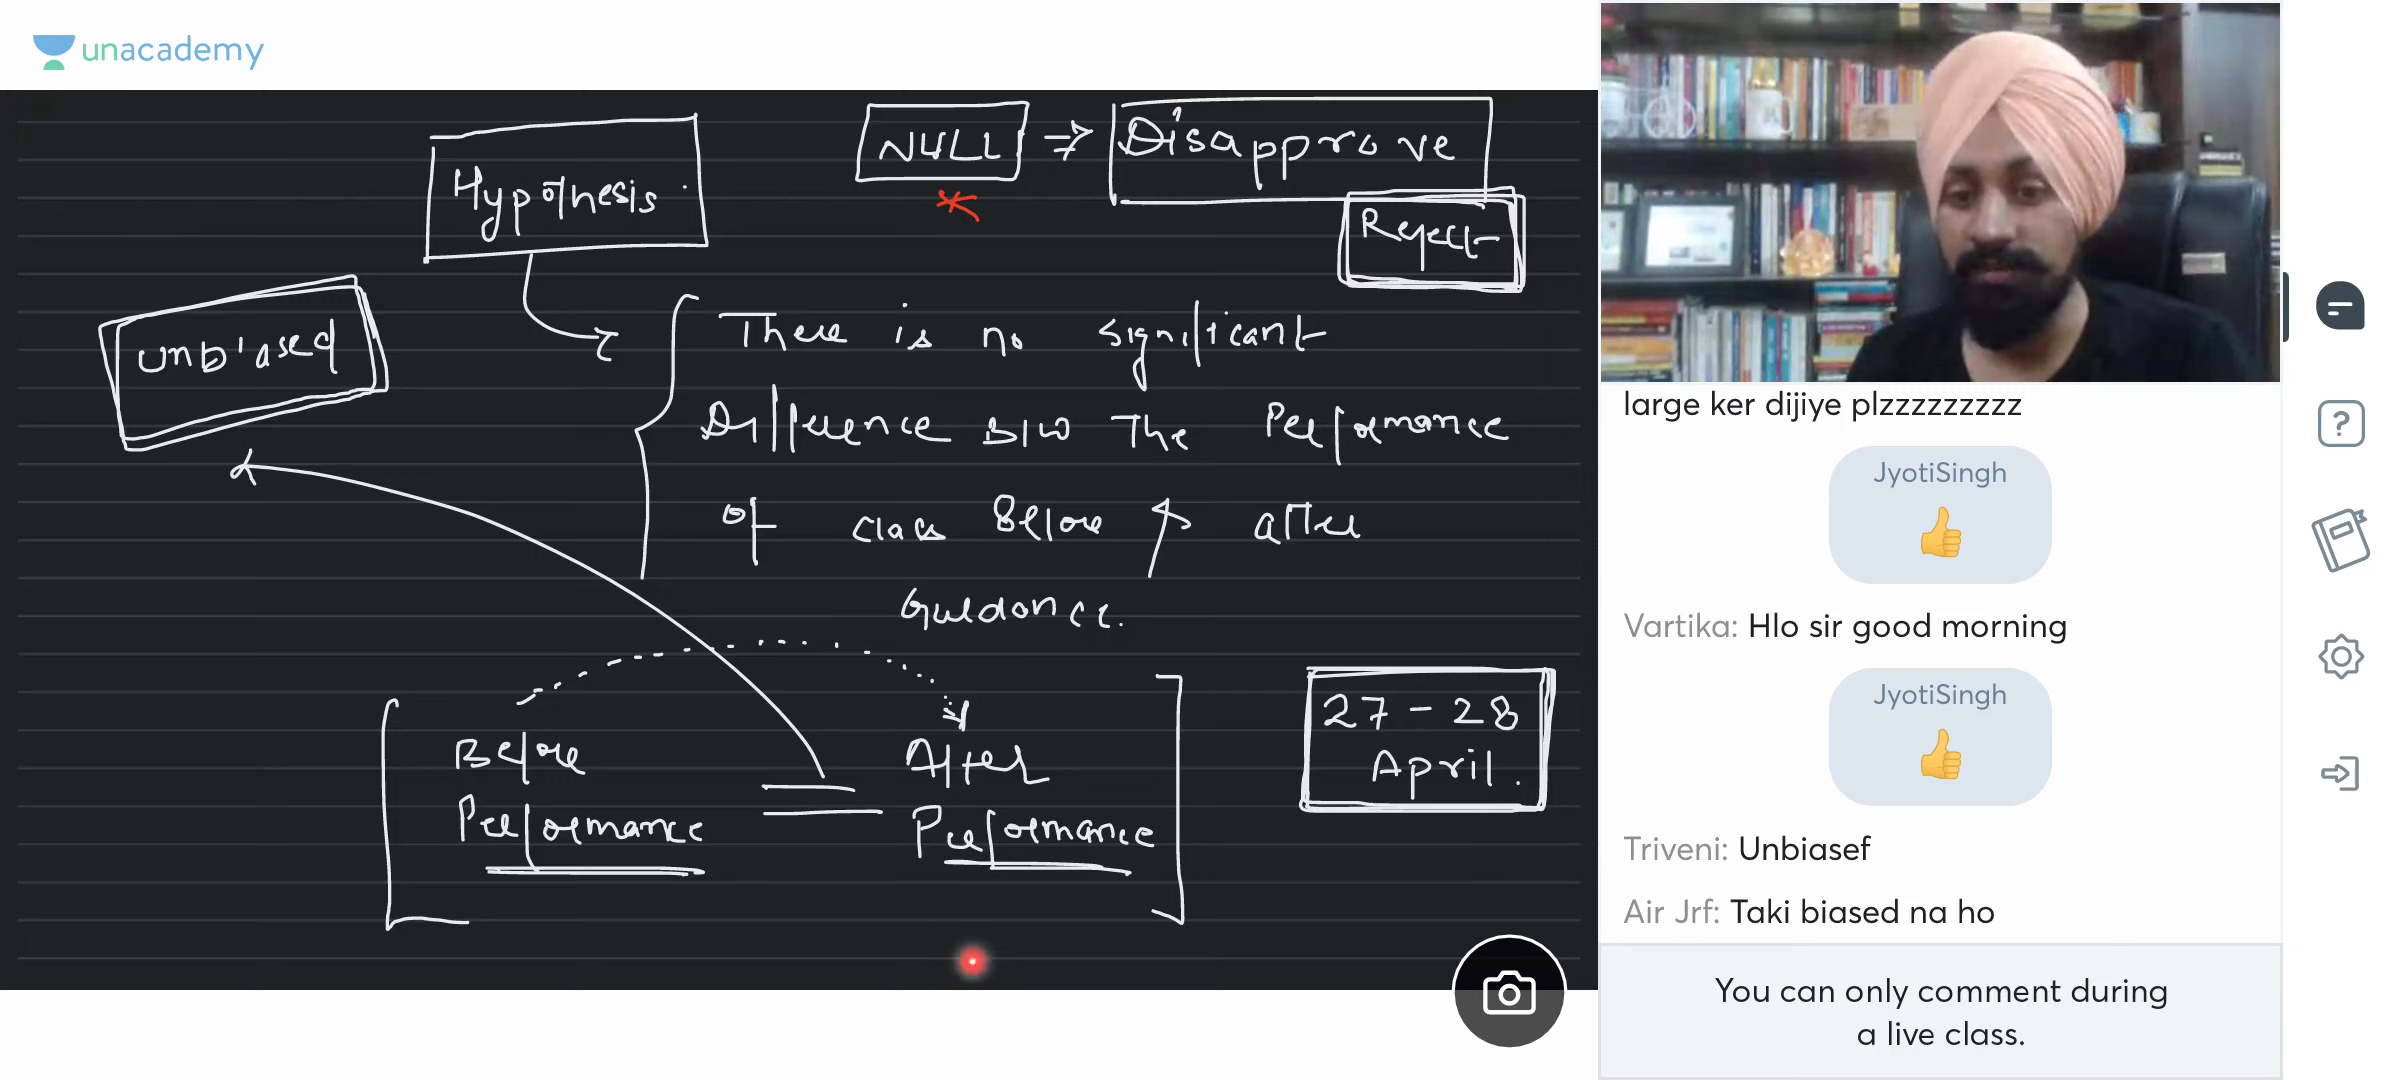 unacademy
NULL ⇒ Disapprove
Hypothesis
Reject
unbiased
There is no significant
Difference B/w The Performance
of class Before & after
Guidance.
Before
Performance
=
After
Performance
27 - 28
April.
large ker dijiye plzzzzzzzzz
JyotiSingh
👍
Vartika: Hlo sir good morning
JyotiSingh
👍
Triveni: Unbiasef
Air Jrf: Taki biased na ho
You can only comment during
a live class.
?